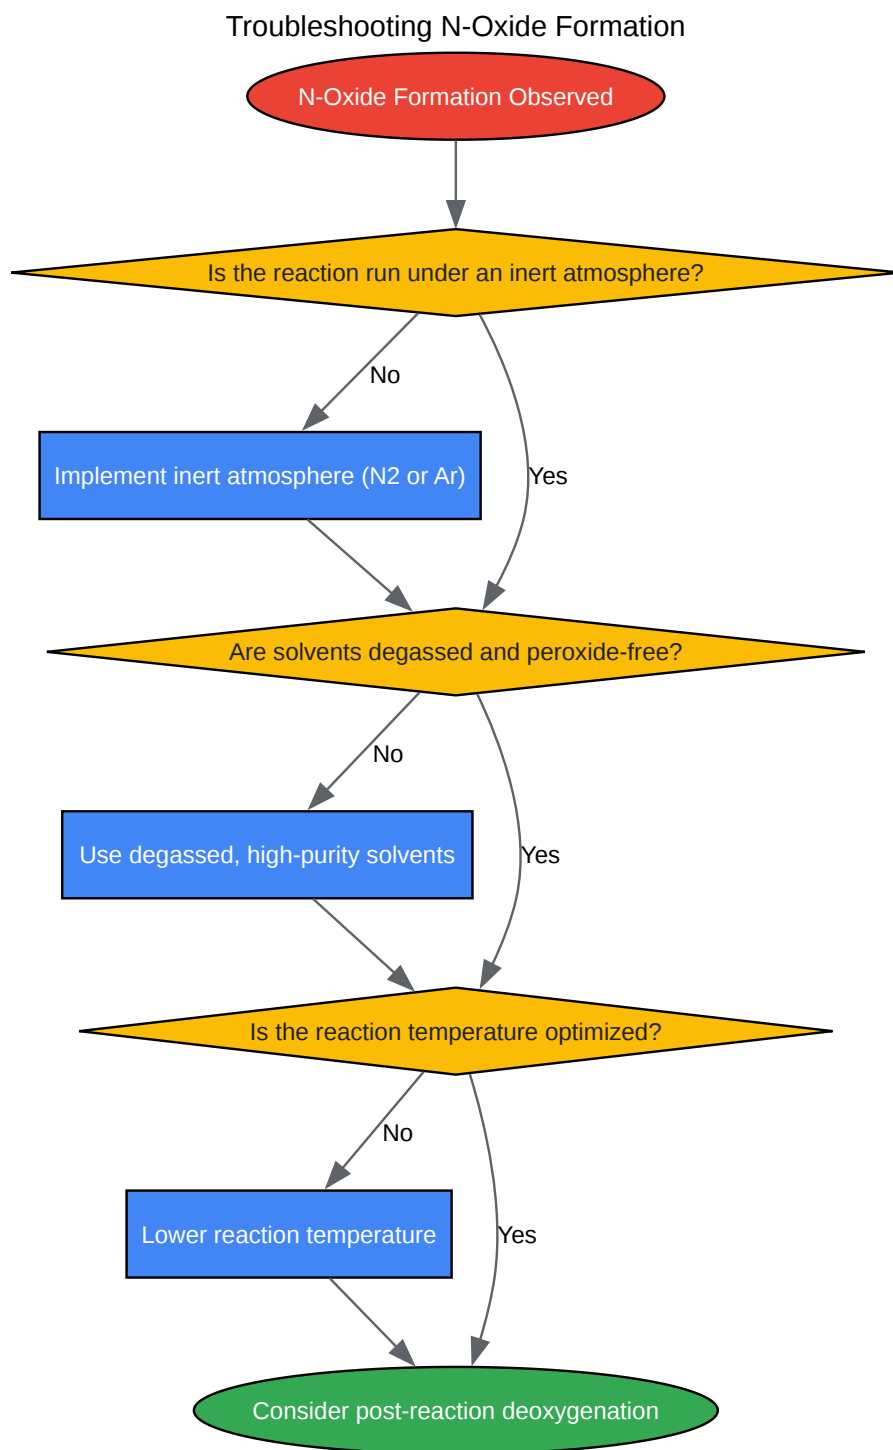 Troubleshooting N-Oxide Formation
N-Oxide Formation Observed
Is the reaction run under an inert atmosphere?
No
Implement inert atmosphere (N2 or Ar)
Yes
Are solvents degassed and peroxide-free?
No
Use degassed, high-purity solvents
Yes
Is the reaction temperature optimized?
No
Lower reaction temperature
Yes
Consider post-reaction deoxygenation